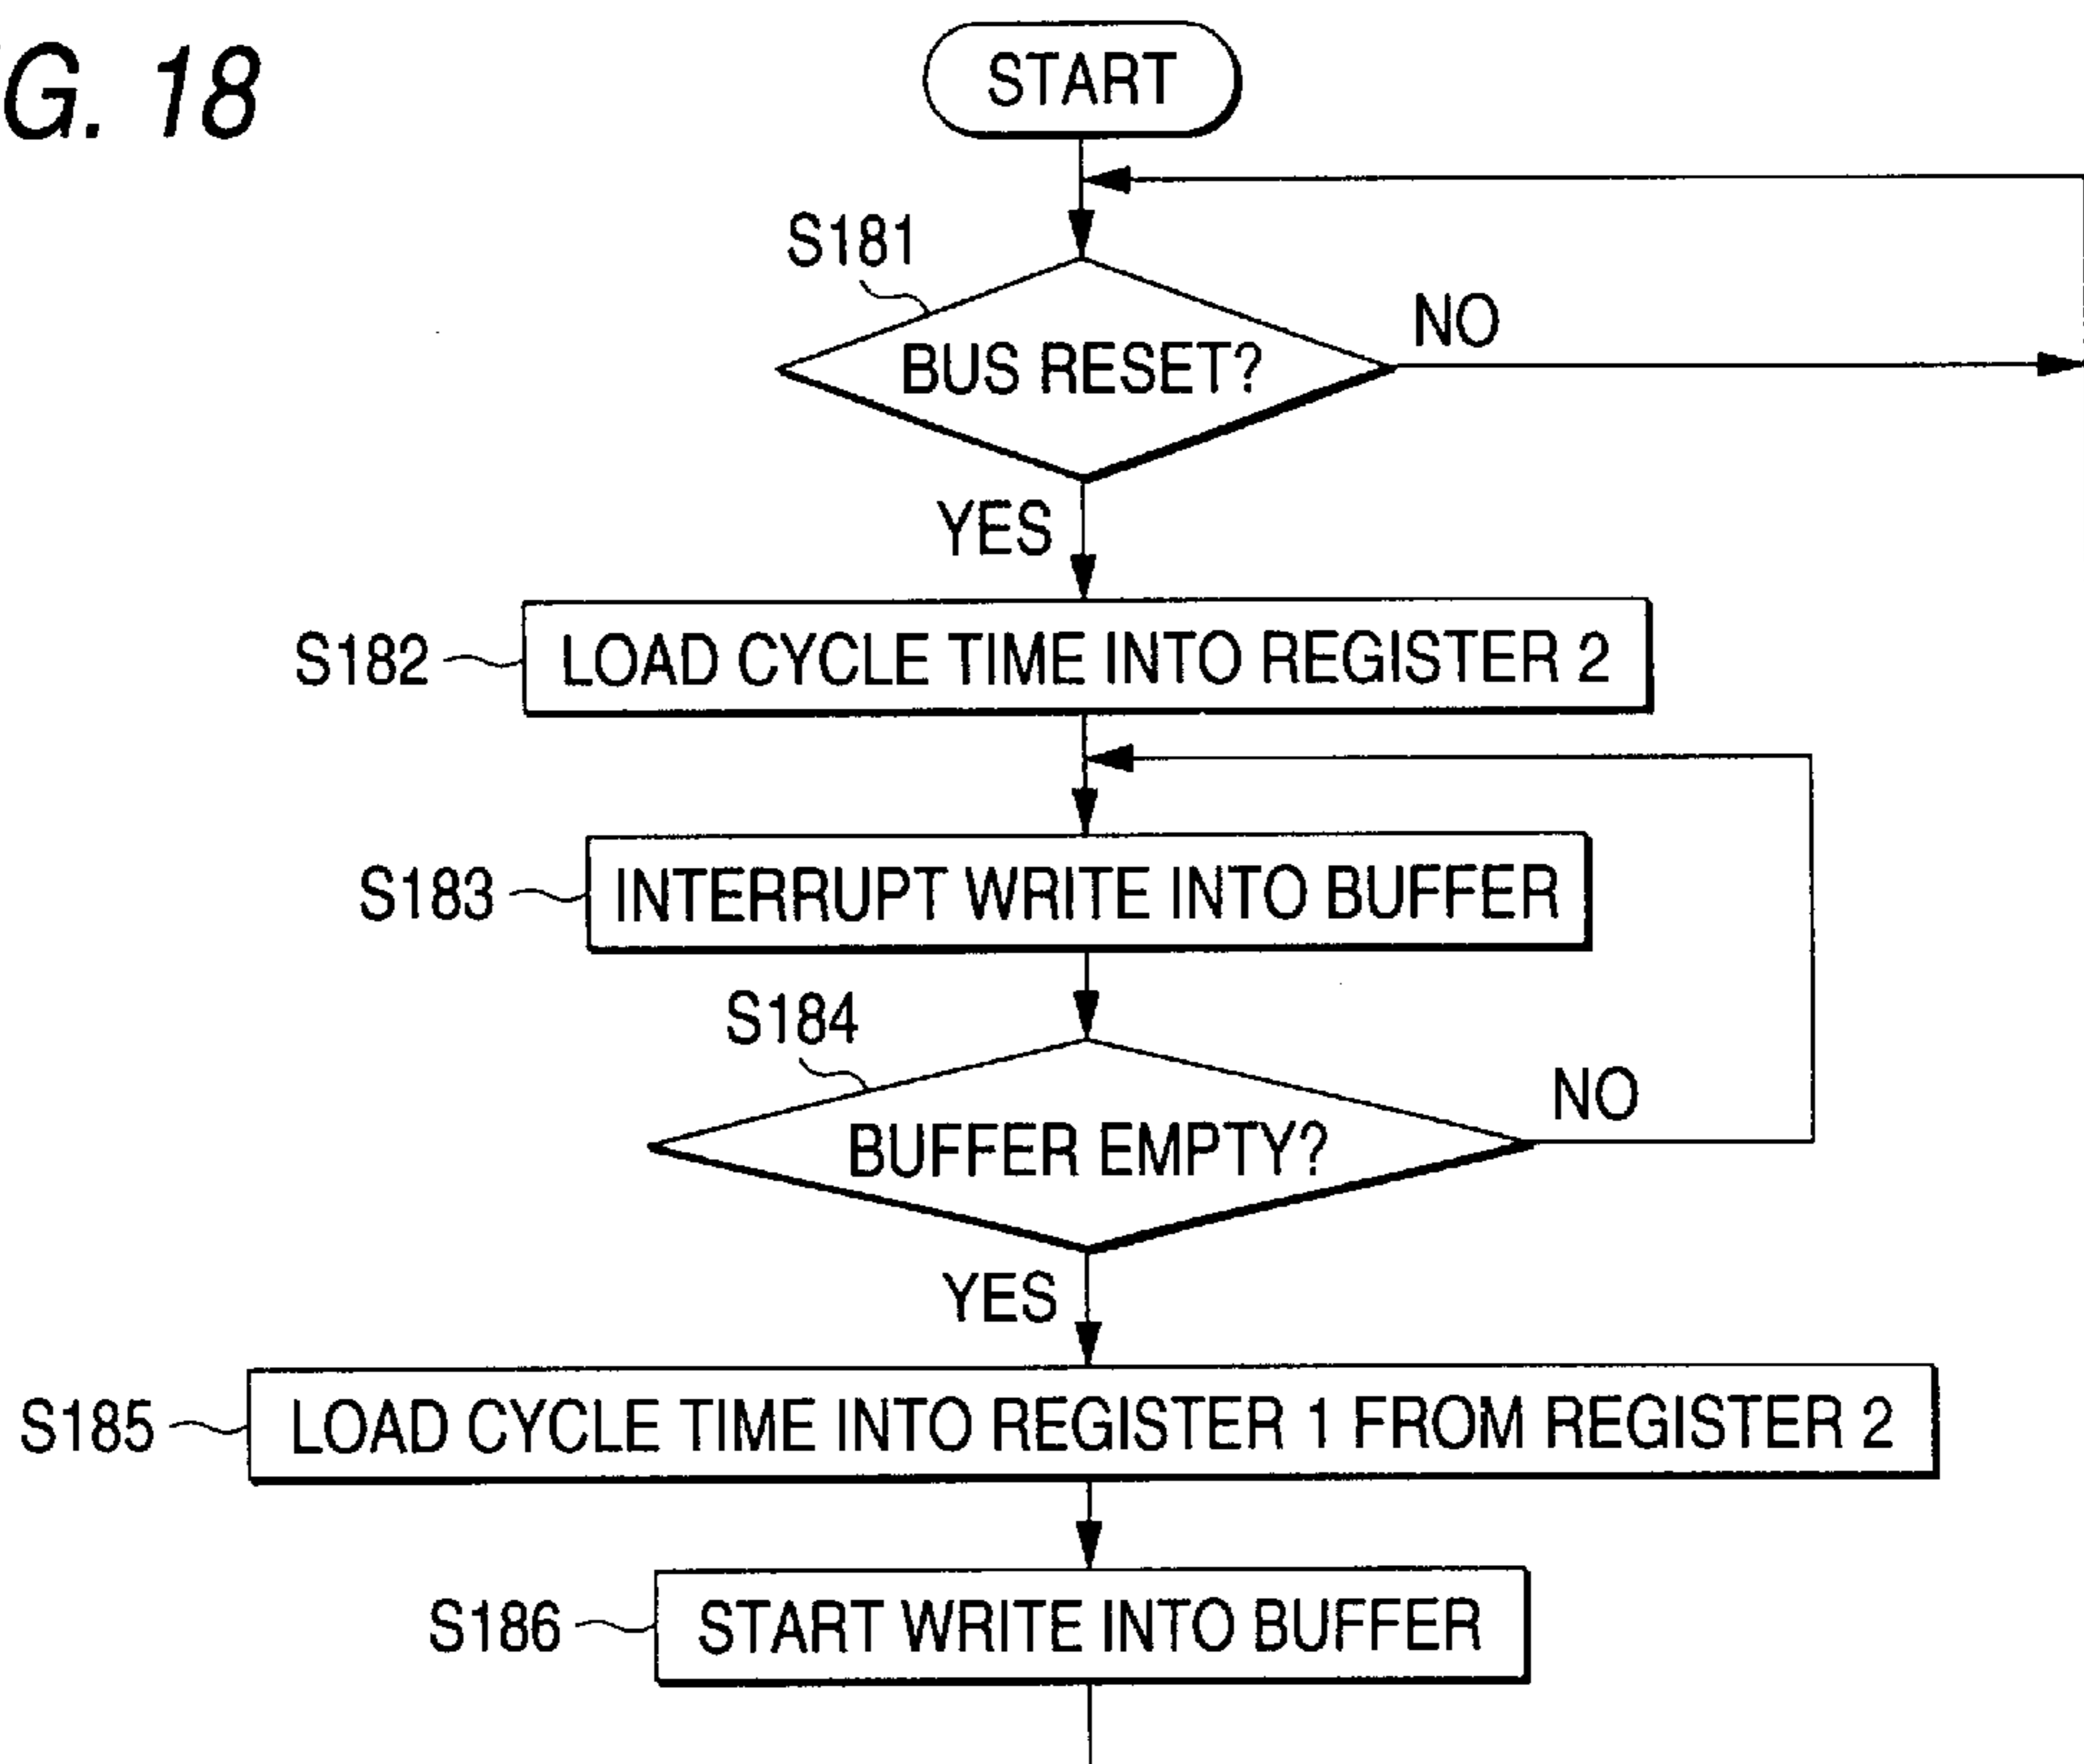 G. 18
START
S181
BUS RESET?
NO
YES
S182
LOAD CYCLE TIME INTO REGISTER 2
S183
INTERRUPT WRITE INTO BUFFER
S184
BUFFER EMPTY?
NO
YES
S185
LOAD CYCLE TIME INTO REGISTER 1 FROM REGISTER 2
S186
START WRITE INTO BUFFER